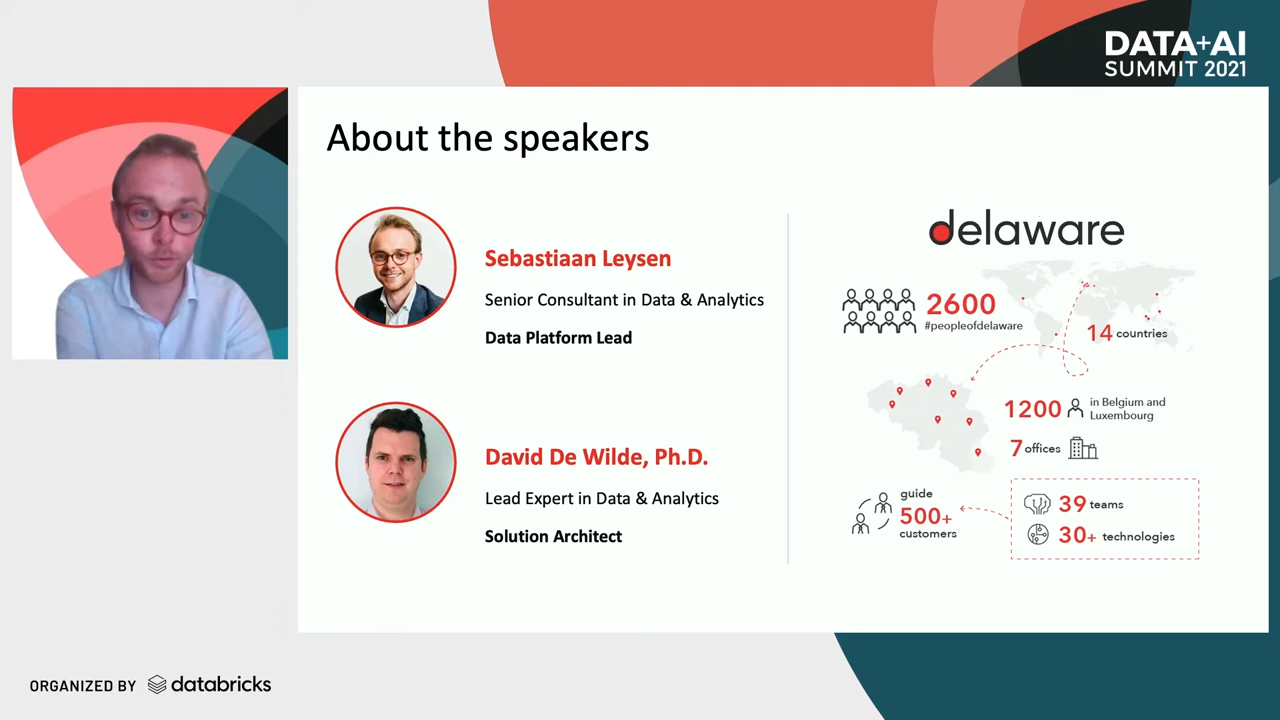 DATA+AI
SUMMIT 2021
About the speakers
Sebastiaan Leysen
Senior Consultant in Data & Analytics
Data Platform Lead
David De Wilde, Ph.D.
Lead Expert in Data & Analytics
Solution Architect
delaware
2600
#peopleofdelaware
14 countries
1200
in Belgium and
Luxembourg
7 offices
guide
500+
customers
39 teams
30+ technologies
ORGANIZED BY databricks